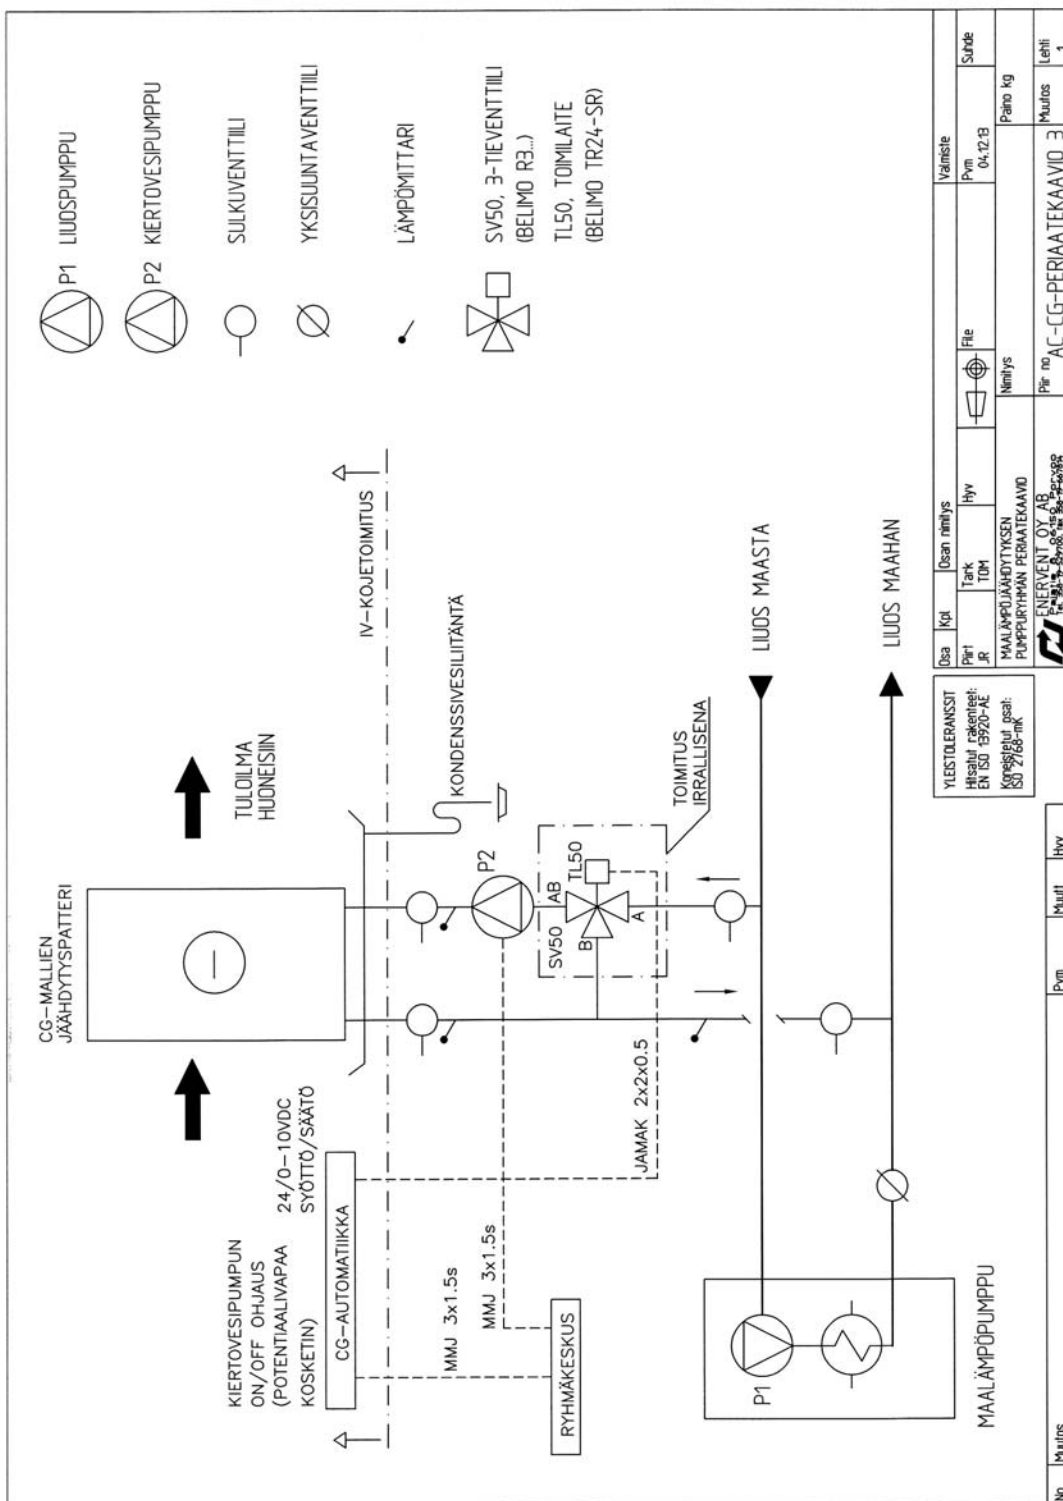 P1 LIUOSPUMPPU
P2 KIERTOVESIPUMPPU
SULKUVENTTIILI
YKSISUUNTAVENTTIILI
LÄMPÖMITTARI
SV50, 3-TIEVENTTIILI
(BELIMO R3...)
TL50, TOIMILAITE
(BELIMO TR24-SR)
CG-MALLIEN
JÄÄHDYTYSPATTERI
TULOILMA
HUONEISIIN
KIERTOVESIPUMPUN
ON/OFF OHJAUS
(POTENTIAALIVAPAA
KOSKETIN)
24/0-10VDC
SYÖTTÖ/SÄÄTÖ
CG-AUTOMATIIKKA
IV-KOJETOIMITUS
KONDENSSIVESILIITÄNTÄ
MMJ 3x1.5s
MMJ 3x1.5s
P2
AB
SV50
TL50
B
A
TOIMITUS
IRRALLISENA
JAMAK 2x2x0.5
RYHMÄKESKUS
LIUOS MAASTA
LIUOS MAAHAN
P1
MAALÄMPÖPUMPPU
YLEISTOLERANSSIT
Hitsatut rakenteet:
EN ISO 13920-AE
Koneistetut osat:
ISO 2768-mK
Osa Kpl Osan nimitys Valmiste
Piirt JR Tark TOM Hyv File Pvm 04.12.13 Suhde
MAALÄMPÖJÄÄHDYTYKSEN
PUMPPURYHMÄN PERIAATEKAAVIO
Nimitys Paino kg
ENERVENT OY AB
Piir no AC-CG-PERIAATEKAAVIO 3 Muutos Lehti 1
No Muutos Pvm Muutt Hyv